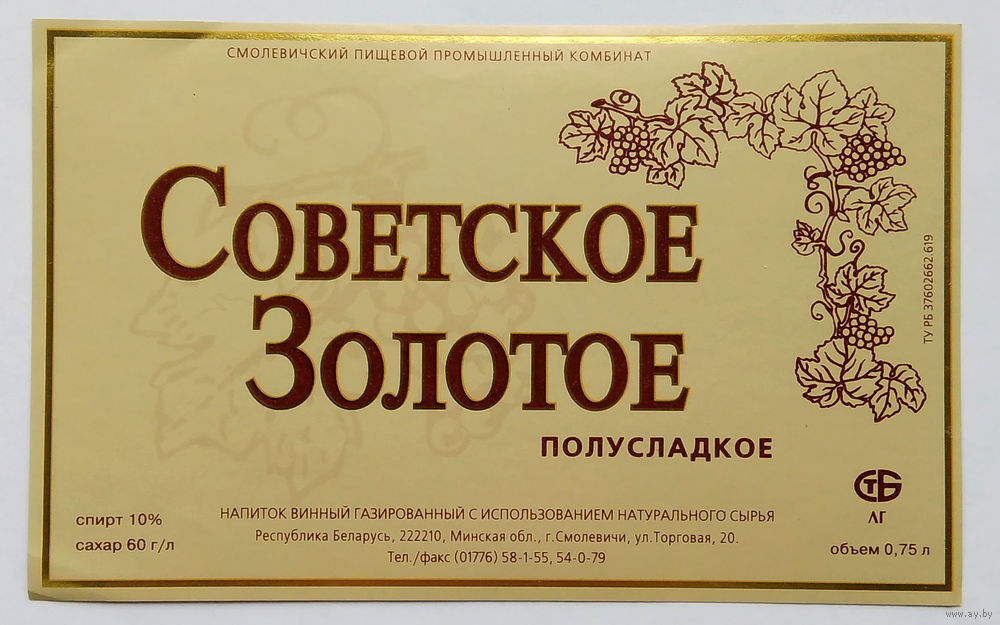 СМОЛЕВИЧСКИЙ ПИЩЕВОЙ ПРОМЫШЛЕННЫЙ КОМБИНАТ
СОВЕТСКОЕ
ЗОЛОТОЕ
ПОЛУСЛАДКОЕ
ТУ РБ 37602662.619
СТБ
ЛГ
спирт 10%
сахар 60 г/л
НАПИТОК ВИННЫЙ ГАЗИРОВАННЫЙ С ИСПОЛЬЗОВАНИЕМ НАТУРАЛЬНОГО СЫРЬЯ
Республика Беларусь, 222210, Минская обл., г.Смолевичи, ул.Торговая, 20.
Тел./факс (01776) 58-1-55, 54-0-79
объем 0,75 л
www.ay.by